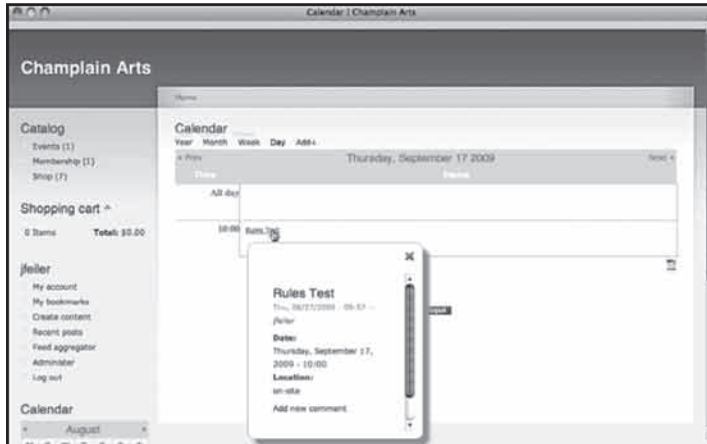 Calendar | Champlain Arts
Champlain Arts
Home
Catalog
Events (1)
Membership (1)
Shop (7)
Shopping cart
0 Items Total: $0.00
jfeiler
My account
My bookmarks
Create content
Recent posts
Feed aggregator
Administer
Log out
Calendar
August
Calendar
Year Month Week Day Add+
« Prev Thursday, September 17 2009 Next »
Time Items
All day
10:00 Rules Test
Rules Test
Thu, 08/27/2009 - 09:57 —
jfeiler
Date:
Thursday, September 17,
2009 - 10:00
Location:
on-site
Add new comment